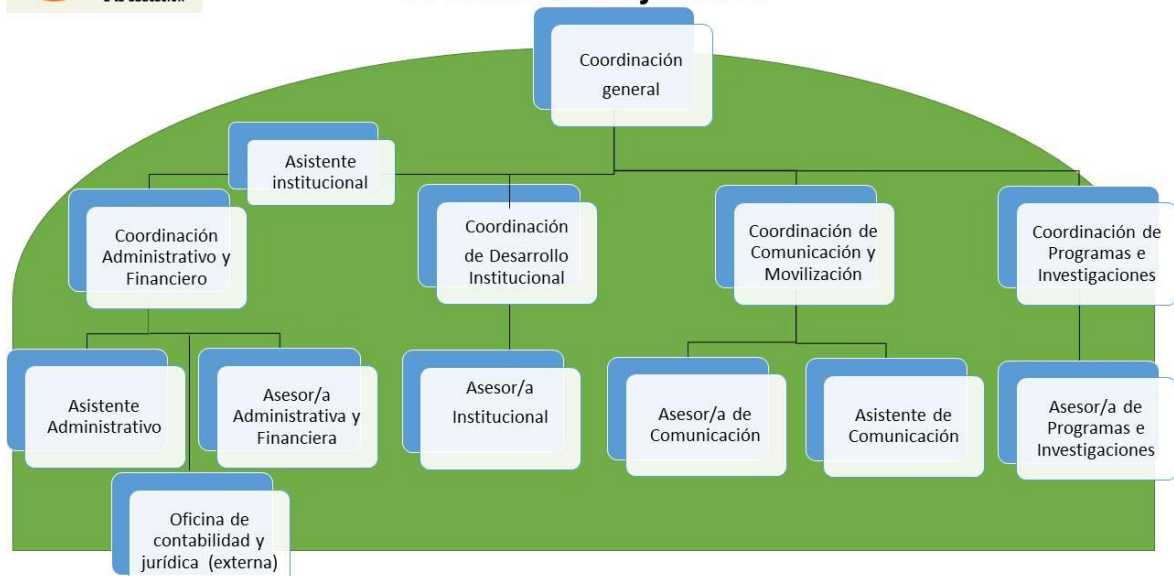 a la educación
Coordinación
general
Asistente
institucional
Coordinación
Administrativo y
Financiero
Coordinación
de Desarrollo
Institucional
Coordinación de
Comunicación y
Movilización
Coordinación de
Programas e
Investigaciones
Asistente
Administrativo
Asesor/a
Administrativa y
Financiera
Asesor/a
Institucional
Asesor/a de
Comunicación
Asistente de
Comunicación
Asesor/a de
Programas e
Investigaciones
Oficina de
contabilidad y
jurídica (externa)